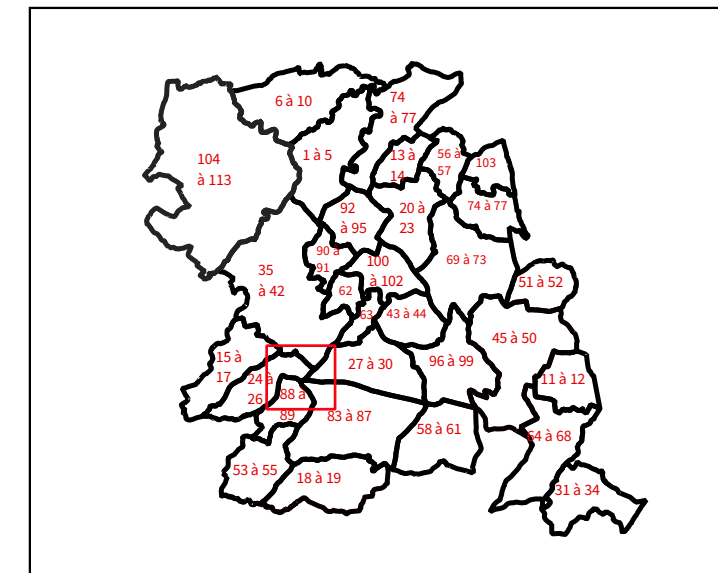 6 à 10
74
à 77
104
à 113
1 à 5
13 à
14
56 à
57
103
92
à 95
20 à
23
74 à 77
90 à
91
100
à 102
69 à 73
35
à 42
62
51 à 52
63
43 à 44
45 à 50
15 à
17
24 à
26
27 à 30
96 à 99
11 à 12
88 à
89
83 à 87
58 à 61
64 à 68
53 à 55
18 à 19
31 à 34